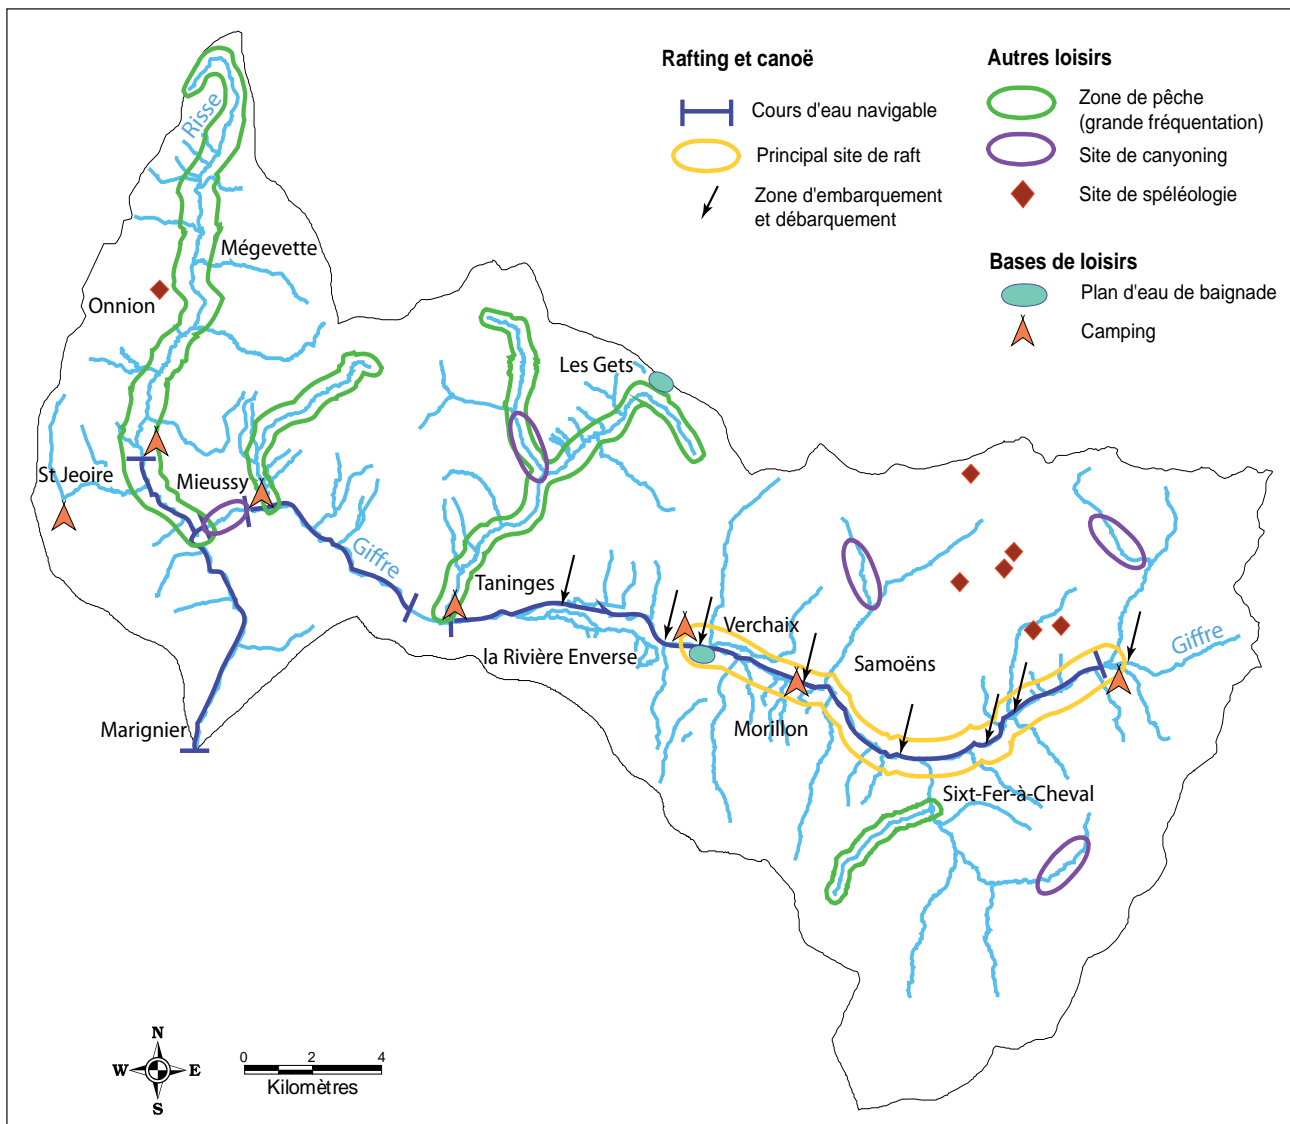 Rafting et canoë
Cours d'eau navigable
Principal site de raft
Zone d'embarquement
et débarquement
Autres loisirs
Zone de pêche
(grande fréquentation)
Site de canyoning
Site de spéléologie
Bases de loisirs
Plan d'eau de baignade
Camping
Risse
Mégevette
Onnion
Les Gets
St Jeoire
Mieussy
Giffre
Taninges
Verchaix
la Rivière Enverse
Samoëns
Giffre
Morillon
Marignier
Sixt-Fer-à-Cheval
N
W
E
S
0 2 4
Kilomètres